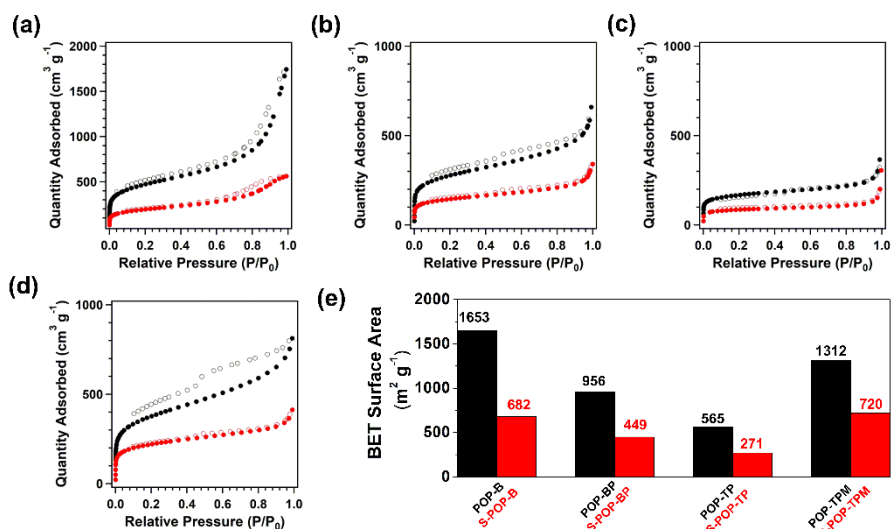 (a)
Quantity Adsorbed (cm³ g⁻¹)
2000
1500
1000
500
0
0.0 0.2 0.4 0.6 0.8 1.0
Relative Pressure (P/P₀)
(b)
Quantity Adsorbed (cm³ g⁻¹)
1000
500
0
0.0 0.2 0.4 0.6 0.8 1.0
Relative Pressure (P/P₀)
(c)
Quantity Adsorbed (cm³ g⁻¹)
1000
500
0
0.0 0.2 0.4 0.6 0.8 1.0
Relative Pressure (P/P₀)
(d)
Quantity Adsorbed (cm³ g⁻¹)
1000
500
0
0.0 0.2 0.4 0.6 0.8 1.0
Relative Pressure (P/P₀)
(e)
BET Surface Area
(m² g⁻¹)
2000
1500
1000
500
0
1653
682
956
449
565
271
1312
720
POP-B
S-POP-B
POP-BP
S-POP-BP
POP-TP
S-POP-TP
POP-TPM
S-POP-TPM